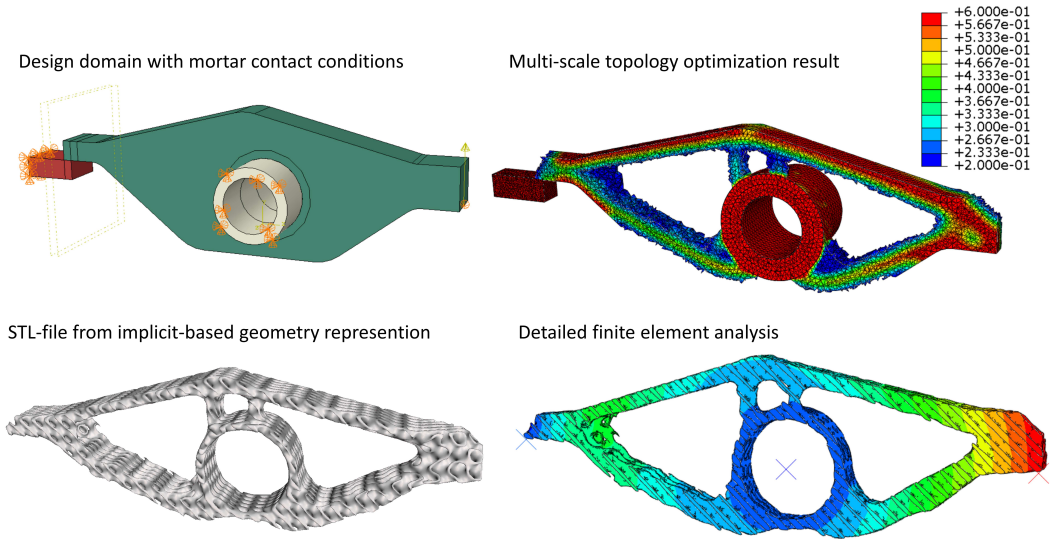 Design domain with mortar contact conditions
Multi-scale topology optimization result
+6.000e-01
+5.667e-01
+5.333e-01
+5.000e-01
+4.667e-01
+4.333e-01
+4.000e-01
+3.667e-01
+3.333e-01
+3.000e-01
+2.667e-01
+2.333e-01
+2.000e-01
STL-file from implicit-based geometry represention
Detailed finite element analysis